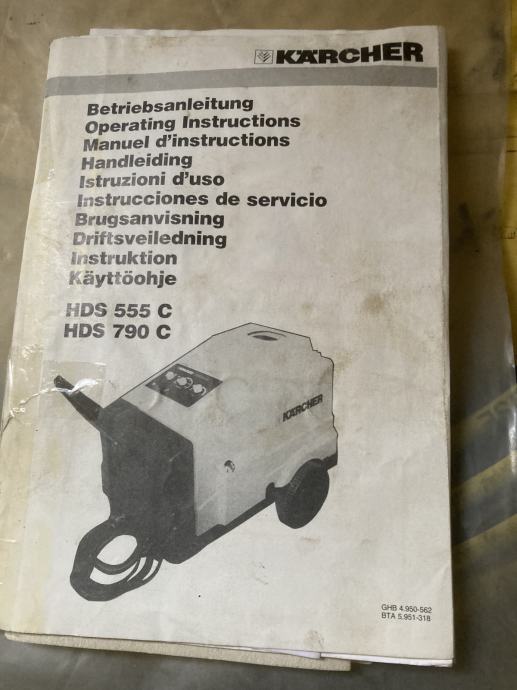 KÄRCHER
Betriebsanleitung
Operating Instructions
Manuel d'instructions
Handleiding
Istruzioni d'uso
Instrucciones de servicio
Brugsanvisning
Driftsveiledning
Instruktion
Käyttöohje
HDS 555 C
HDS 790 C
KÄRCHER
GHB 4.950-562
BTA 5.951-318